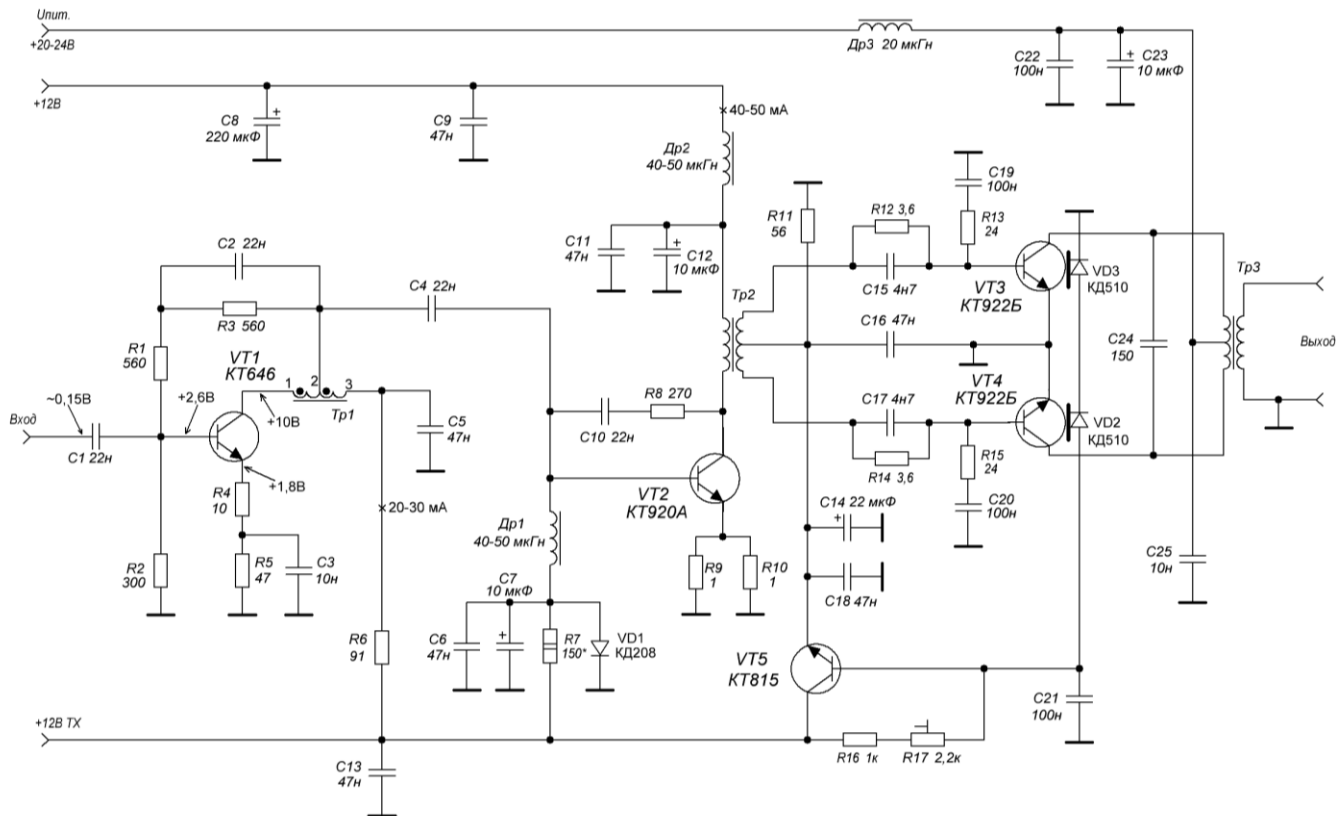 Uпит.
+20-24В
Др3 20 мкГн
C22
100н
C23
+
10 мкФ
+12В
C8
+
220 мкФ
C9
47н
40-50 мА
Др2
40-50 мкГн
C19
100н
R11
56
R12 3,6
R13
24
C2 22н
C11
47н
+
C12
10 мкФ
VD3
КД510
Тр3
C4 22н
Тр2
C15 4н7
VT3
КТ922Б
R3 560
C16 47н
C24
150
Выход
R1
560
VT1
КТ646
1 2 3
Тр1
R8 270
VT4
КТ922Б
~0,15В
+2,6В
+10В
Вход
C5
47н
C17 4н7
VD2
КД510
C1 22н
C10 22н
R15
24
R14 3,6
+1,8В
R4
10
VT2
КТ920А
20-30 мА
C14 22 мкФ
+
C20
100н
Др1
40-50 мкГн
C25
10н
R2
300
R5
47
C3
10н
R9
1
R10
1
C7
10 мкФ
+
C18 47н
R6
91
C6
47н
R7
150*
VD1
КД208
VT5
КТ815
C21
100н
+12В TX
R16 1к
R17 2,2к
C13
47н